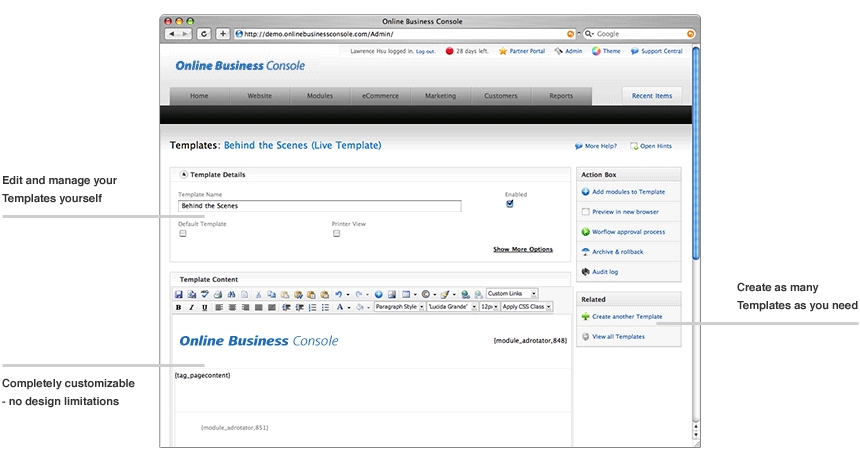 Online Business Console
http://demo.onlinebusinessconsole.com/Admin/
Google
Lawrence Hsu logged in. Log out.
28 days left.
Partner Portal
Admin
Theme
Support Central
Online Business Console
Home
Website
Modules
eCommerce
Marketing
Customers
Reports
Recent Items
Templates: Behind the Scenes (Live Template)
More Help?
Open Hints
Edit and manage your
Templates yourself
Template Details
Template Name
Enabled
Behind the Scenes
Default Template
Printer View
Show More Options
Action Box
Add modules to Template
Preview in new browser
Worflow approval process
Archive & rollback
Audit log
Related
Create another Template
View all Templates
Create as many
Templates as you need
Template Content
Custom Links
B I U
Paragraph Style
'Lucida Grande'
12px
Apply CSS Class
Online Business Console
{module_adrotator,848}
{tag_pagecontent}
{module_adrotator,851}
Completely customizable
- no design limitations